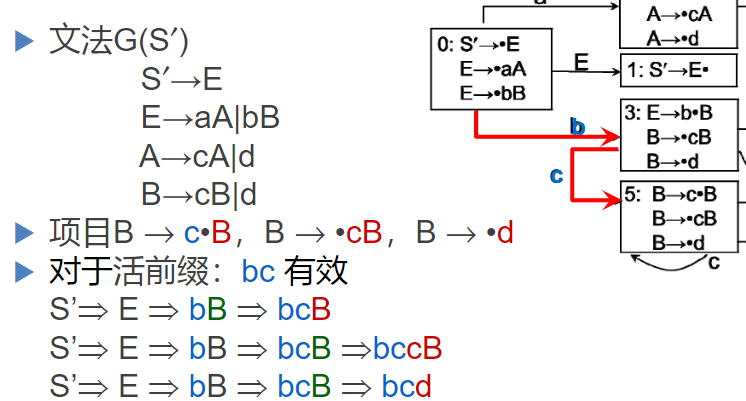 ▶ 文法G(S′)
S′→E
E→aA|bB
A→cA|d
B→cB|d
▶ 项目B → c•B，B → •cB，B → •d
▶ 对于活前缀：bc 有效
S'⇒ E ⇒ bB ⇒ bcB
S'⇒ E ⇒ bB ⇒ bcB ⇒bccB
S'⇒ E ⇒ bB ⇒ bcB ⇒ bcd
A→•cA
A→•d
0: S′→•E
E→•aA
E→•bB
E
1: S′→E•
b
3: E→b•B
B→•cB
B→•d
c
5: B→c•B
B→•cB
B→•d
c